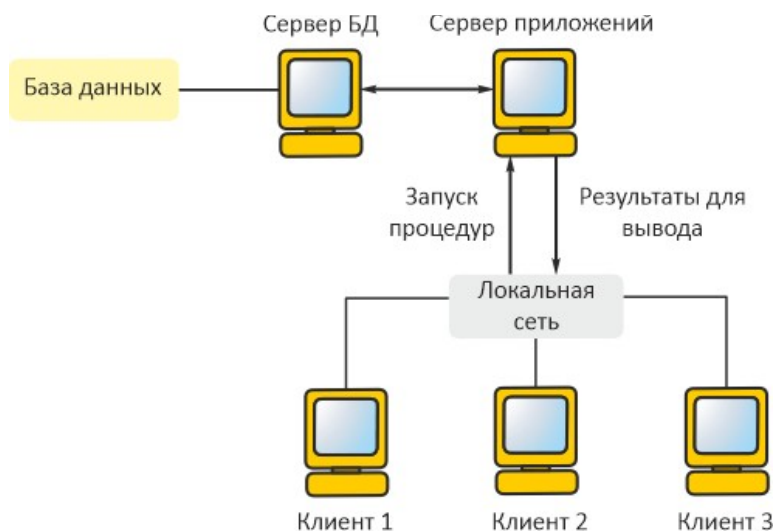 Сервер БД
Сервер приложений
База данных
Запуск
процедур
Результаты для
вывода
Локальная
сеть
Клиент 1
Клиент 2
Клиент 3